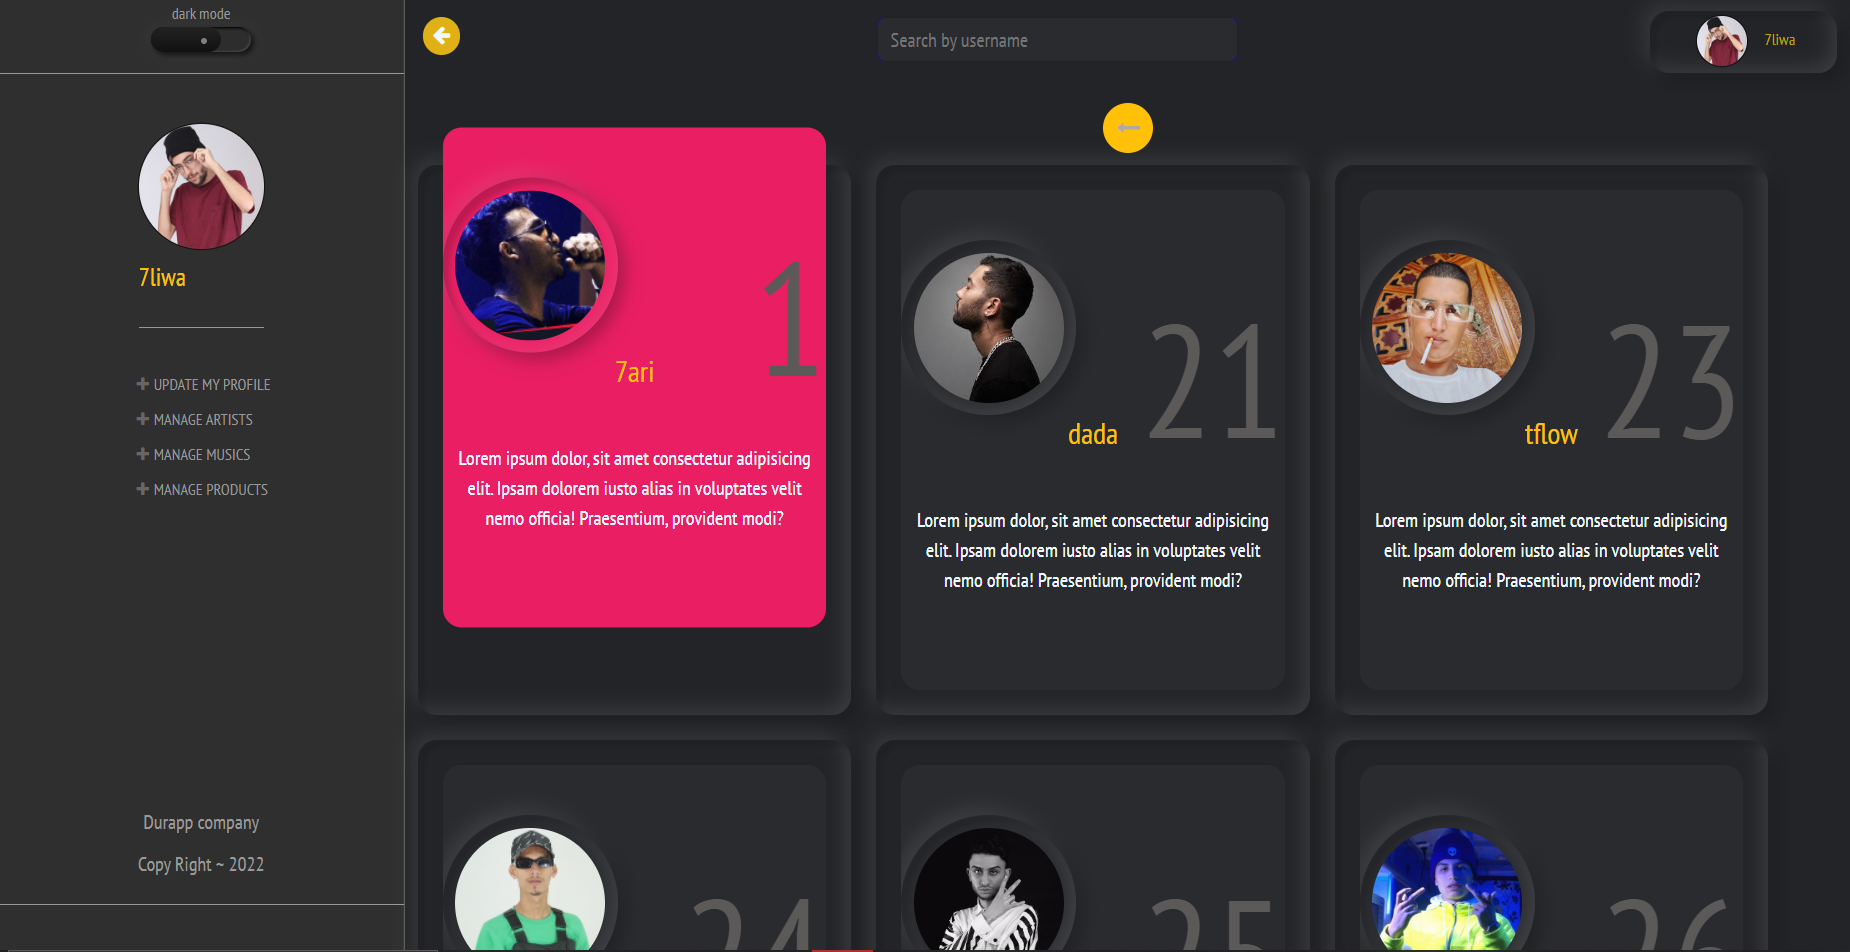 dark mode
7liwa
UPDATE MY PROFILE
MANAGE ARTISTS
MANAGE MUSICS
MANAGE PRODUCTS
Durapp company
Copy Right ~ 2022
Search by username
7liwa
1
7ari
Lorem ipsum dolor, sit amet consectetur adipisicing
elit. Ipsam dolorem iusto alias in voluptates velit
nemo officia! Praesentium, provident modi?
21
dada
Lorem ipsum dolor, sit amet consectetur adipisicing
elit. Ipsam dolorem iusto alias in voluptates velit
nemo officia! Praesentium, provident modi?
23
tflow
Lorem ipsum dolor, sit amet consectetur adipisicing
elit. Ipsam dolorem iusto alias in voluptates velit
nemo officia! Praesentium, provident modi?
24
25
26